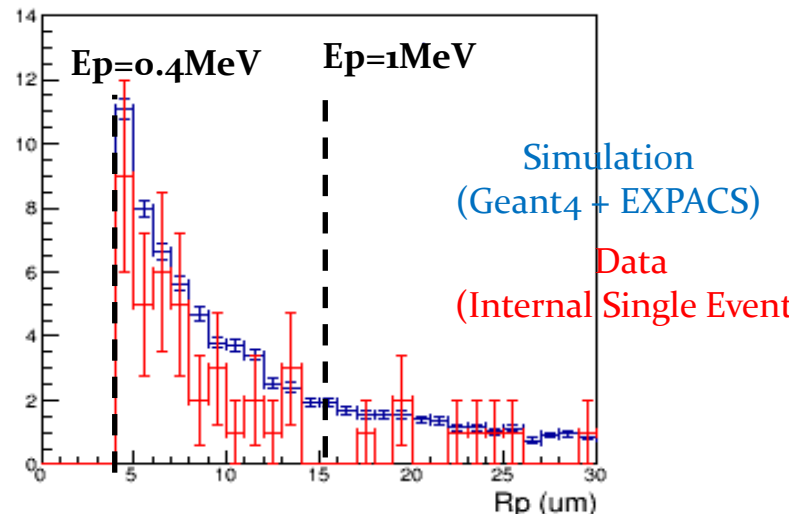 14
Ep=0.4MeV Ep=1MeV
12
10
8
6
4
2
0
Simulation
(Geant4 + EXPACS)
Data
(Internal Single Event
0 5 10 15 20 25 30
Rp (um)